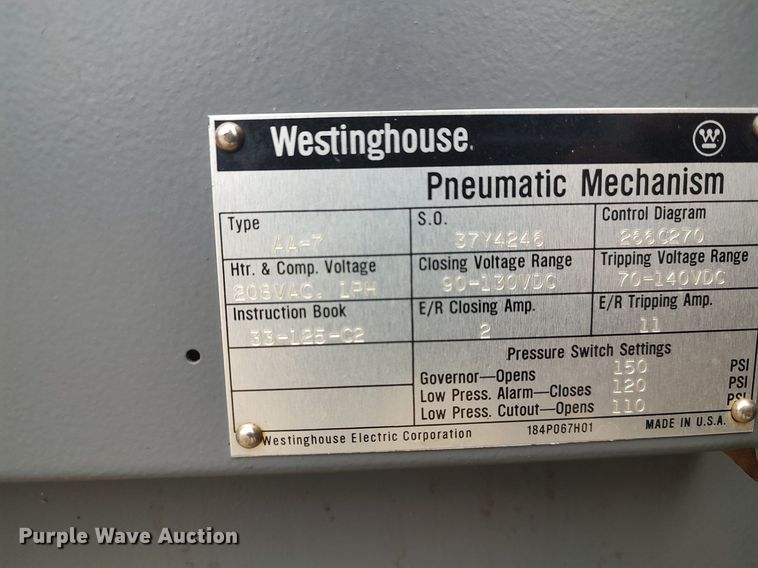 Westinghouse
W
Pneumatic Mechanism
Type
AA-7
S.O.
37Y4246
Control Diagram
266C270
Htr. & Comp. Voltage
208VAC. 1PH
Closing Voltage Range
90-130VDC
Tripping Voltage Range
70-140VDC
Instruction Book
33-125-C2
E/R Closing Amp.
2
E/R Tripping Amp.
11
Pressure Switch Settings
Governor—Opens 150 PSI
Low Press. Alarm—Closes 120 PSI
Low Press. Cutout—Opens 110 PSI
Westinghouse Electric Corporation 184P067H01 MADE IN U.S.A.
Purple Wave Auction